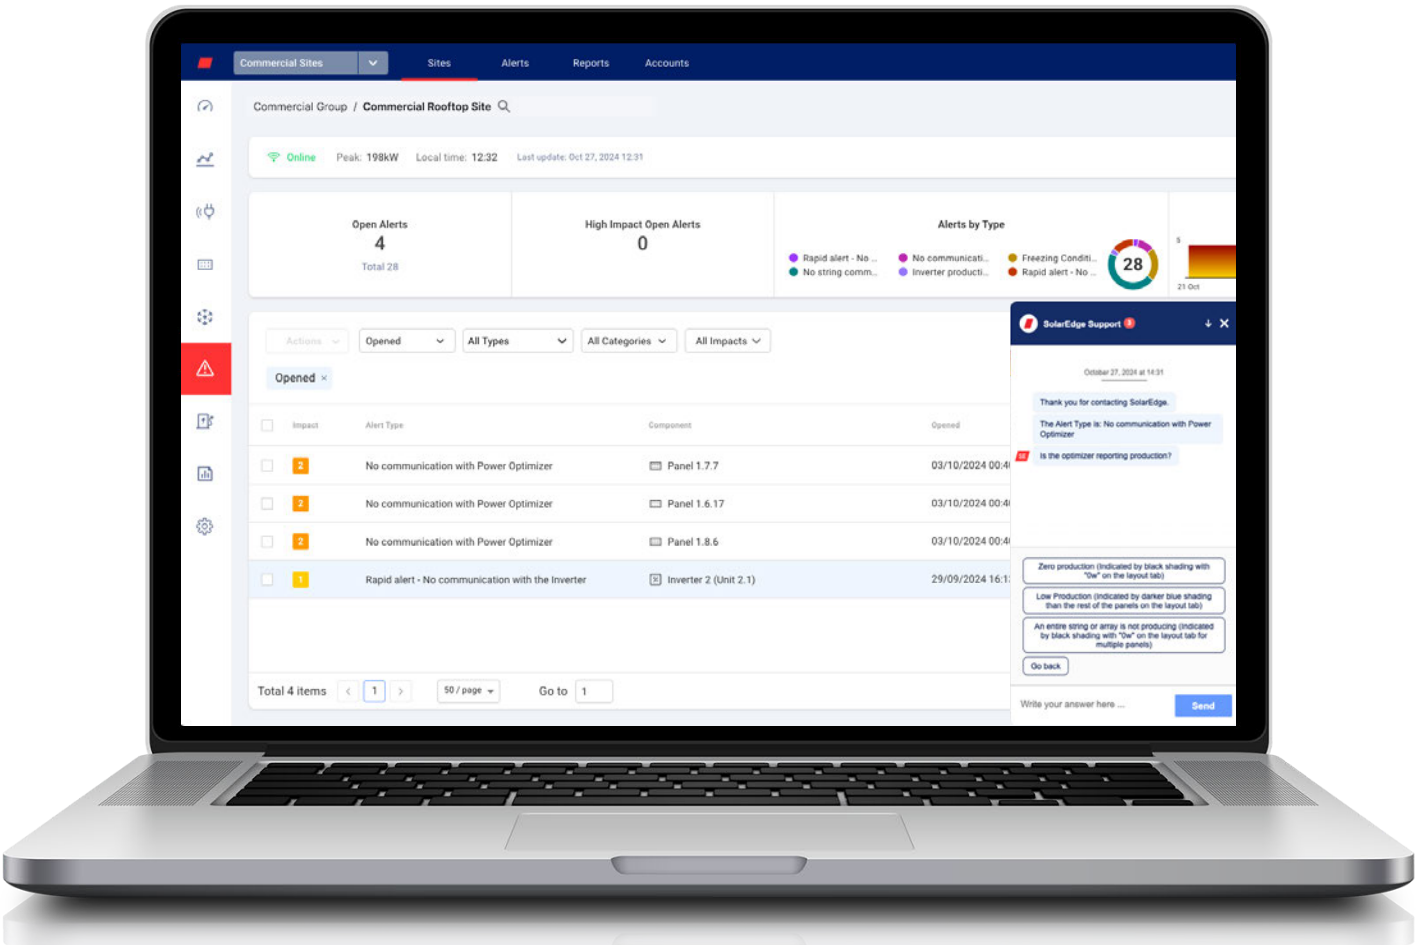 Commercial Sites
Sites
Alerts
Reports
Accounts
Commercial Group / Commercial Rooftop Site
Online
Peak: 198kW
Local time: 12:32
Last update: Oct 27, 2024 12:31
Open Alerts
4
Total 28
High Impact Open Alerts
0
Alerts by Type
Rapid alert - No ...
No communicati...
Freezing Conditi...
No string comm...
Inverter producti...
Rapid alert - No ...
28
5
21 Oct
Actions
Opened
All Types
All Categories
All Impacts
Opened ×
Impact
Alert Type
Component
Opened
2
No communication with Power Optimizer
Panel 1.7.7
03/10/2024 00:4
2
No communication with Power Optimizer
Panel 1.6.17
03/10/2024 00:4
2
No communication with Power Optimizer
Panel 1.8.6
03/10/2024 00:4
1
Rapid alert - No communication with the Inverter
Inverter 2 (Unit 2.1)
29/09/2024 16:1
Total 4 items
<
1
>
50 / page
Go to
1
SolarEdge Support 3
October 27, 2024 at 14:31
Thank you for contacting SolarEdge.
The Alert Type is: No communication with Power
Optimizer
Is the optimizer reporting production?
Zero production (Indicated by black shading with
"0w" on the layout tab)
Low Production (Indicated by darker blue shading
than the rest of the panels on the layout tab)
An entire string or array is not producing (Indicated
by black shading with "0w" on the layout tab for
multiple panels)
Go back
Write your answer here ...
Send